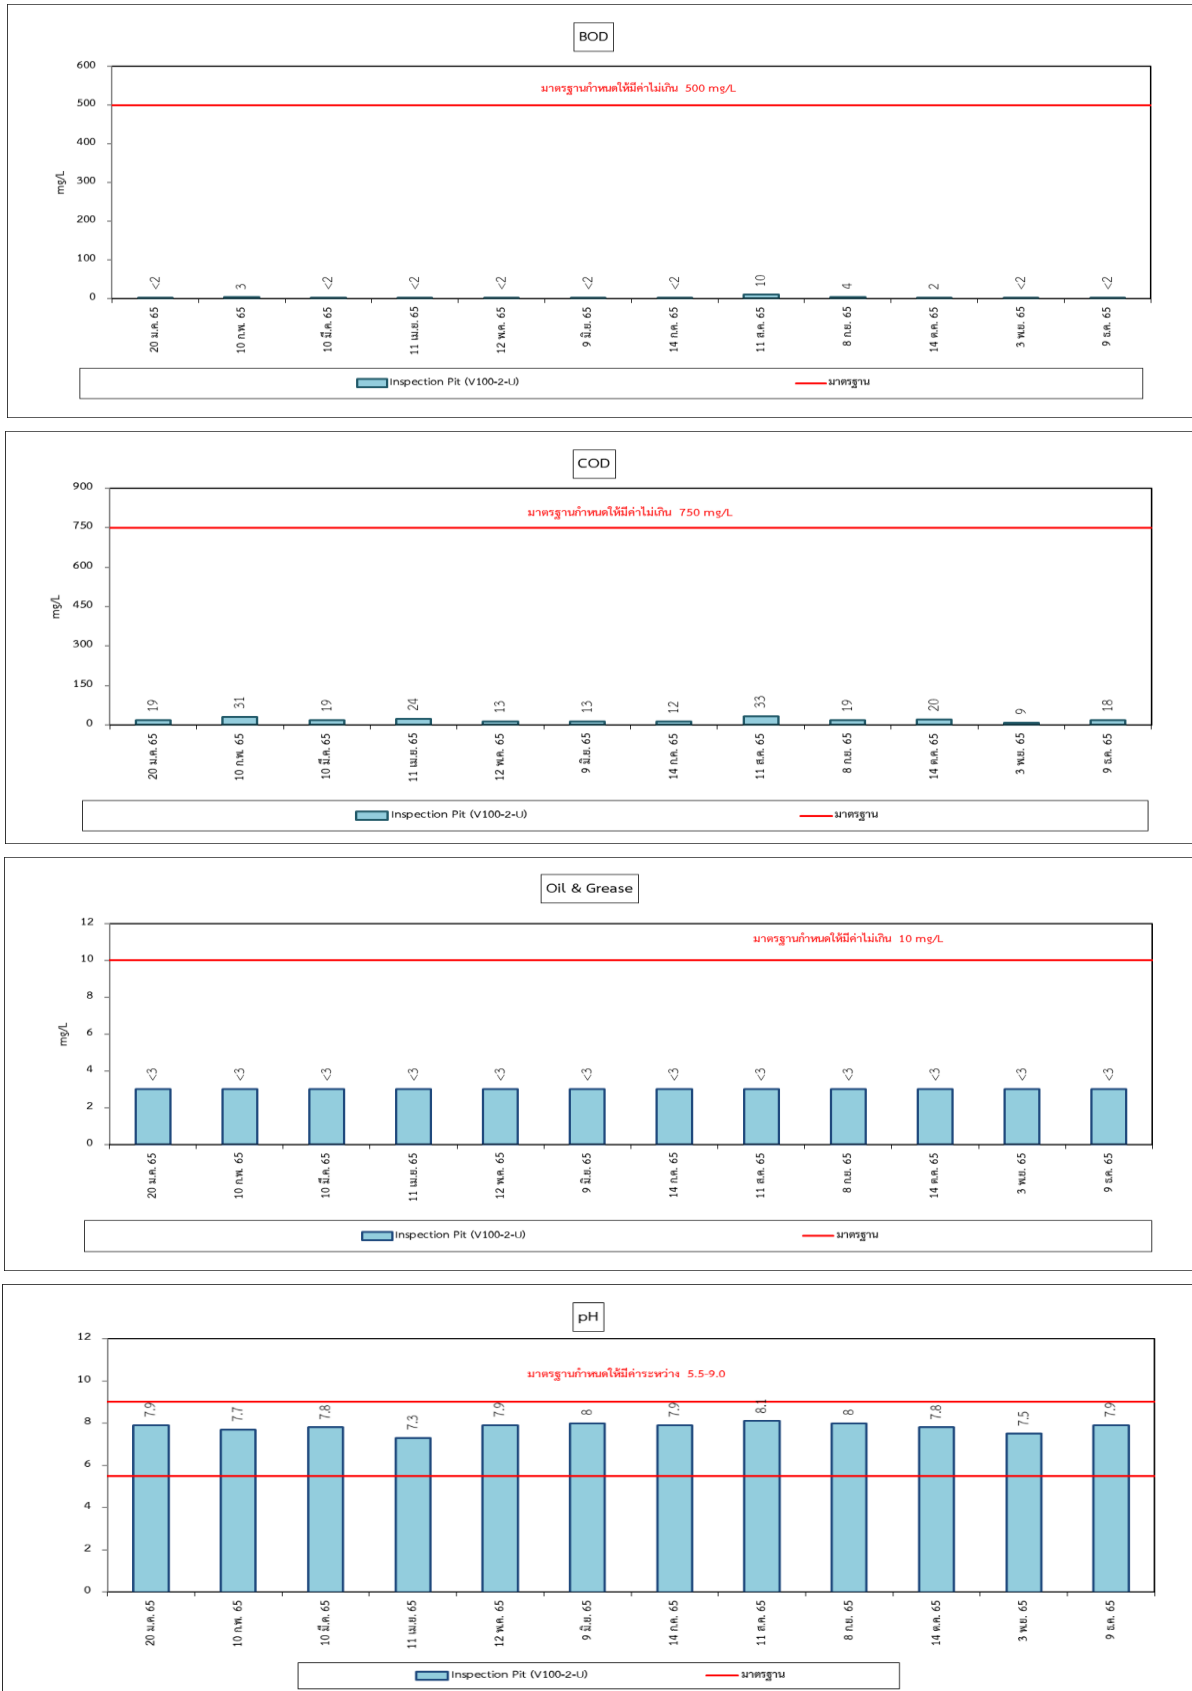 BOD
มาตรฐานกำหนดให้มีค่าไม่เกิน 500 mg/L
600
500
400
300
200
100
0
mg/L
<2 3 <2 <2 <2 <2 <2 10 4 2 <2 <2
20 ม.ค. 65 10 ก.พ. 65 10 มี.ค. 65 11 เม.ย. 65 12 พ.ค. 65 9 มิ.ย. 65 14 ก.ค. 65 11 ส.ค. 65 8 ก.ย. 65 14 ต.ค. 65 3 พ.ย. 65 9 ธ.ค. 65
Inspection Pit (V100-2-U) มาตรฐาน
COD
มาตรฐานกำหนดให้มีค่าไม่เกิน 750 mg/L
900
750
600
450
300
150
0
mg/L
19 31 19 24 13 13 12 33 19 20 9 18
20 ม.ค. 65 10 ก.พ. 65 10 มี.ค. 65 11 เม.ย. 65 12 พ.ค. 65 9 มิ.ย. 65 14 ก.ค. 65 11 ส.ค. 65 8 ก.ย. 65 14 ต.ค. 65 3 พ.ย. 65 9 ธ.ค. 65
Inspection Pit (V100-2-U) มาตรฐาน
Oil & Grease
มาตรฐานกำหนดให้มีค่าไม่เกิน 10 mg/L
12
10
8
6
4
2
0
mg/L
<3 <3 <3 <3 <3 <3 <3 <3 <3 <3 <3 <3
20 ม.ค. 65 10 ก.พ. 65 10 มี.ค. 65 11 เม.ย. 65 12 พ.ค. 65 9 มิ.ย. 65 14 ก.ค. 65 11 ส.ค. 65 8 ก.ย. 65 14 ต.ค. 65 3 พ.ย. 65 9 ธ.ค. 65
Inspection Pit (V100-2-U) มาตรฐาน
pH
มาตรฐานกำหนดให้มีค่าระหว่าง 5.5-9.0
12
10
8
6
4
2
0
7.9 7.7 7.8 7.3 7.9 8 7.9 8.1 8 7.8 7.5 7.9
20 ม.ค. 65 10 ก.พ. 65 10 มี.ค. 65 11 เม.ย. 65 12 พ.ค. 65 9 มิ.ย. 65 14 ก.ค. 65 11 ส.ค. 65 8 ก.ย. 65 14 ต.ค. 65 3 พ.ย. 65 9 ธ.ค. 65
Inspection Pit (V100-2-U) มาตรฐาน